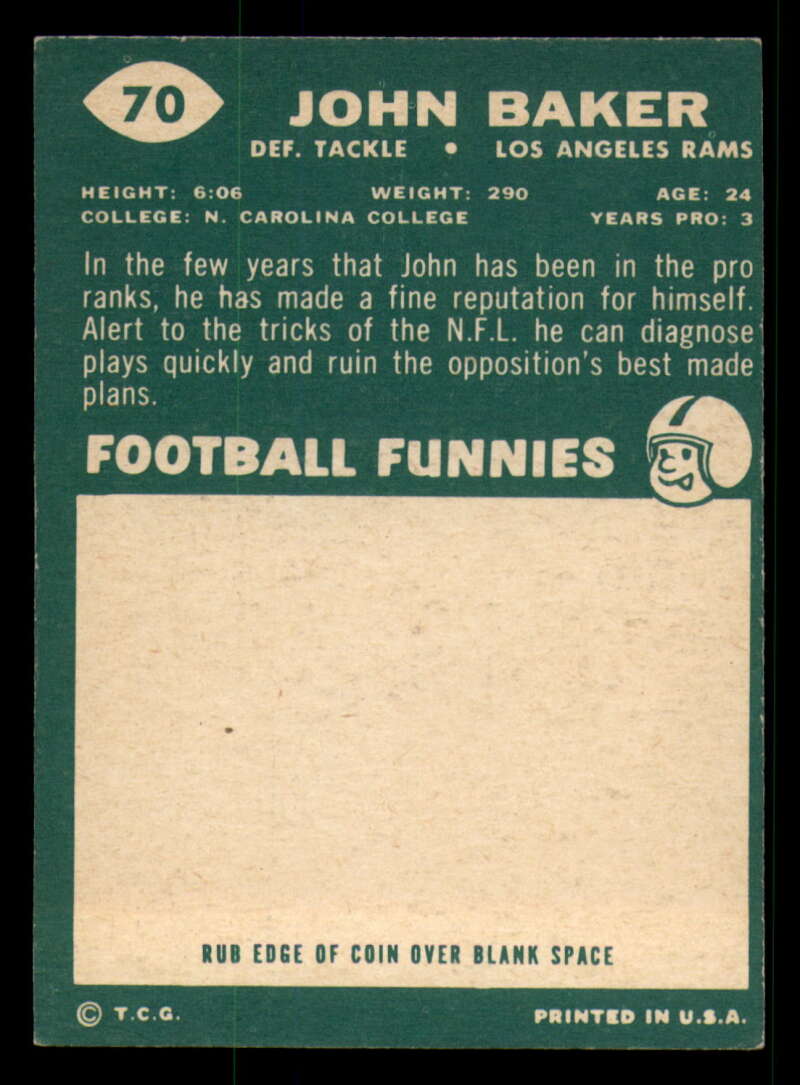 70
JOHN BAKER
DEF. TACKLE • LOS ANGELES RAMS
HEIGHT: 6:06 WEIGHT: 290 AGE: 24
COLLEGE: N. CAROLINA COLLEGE YEARS PRO: 3
In the few years that John has been in the pro
ranks, he has made a fine reputation for himself.
Alert to the tricks of the N.F.L. he can diagnose
plays quickly and ruin the opposition's best made
plans.
FOOTBALL FUNNIES
RUB EDGE OF COIN OVER BLANK SPACE
© T.C.G. PRINTED IN U.S.A.